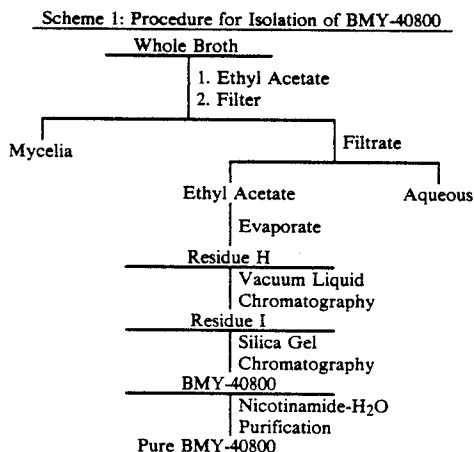 Scheme 1: Procedure for Isolation of BMY-40800
Whole Broth
1. Ethyl Acetate
2. Filter
Mycelia
Filtrate
Ethyl Acetate
Aqueous
Evaporate
Residue H
Vacuum Liquid
Chromatography
Residue I
Silica Gel
Chromatography
BMY-40800
Nicotinamide-H₂O
Purification
Pure BMY-40800